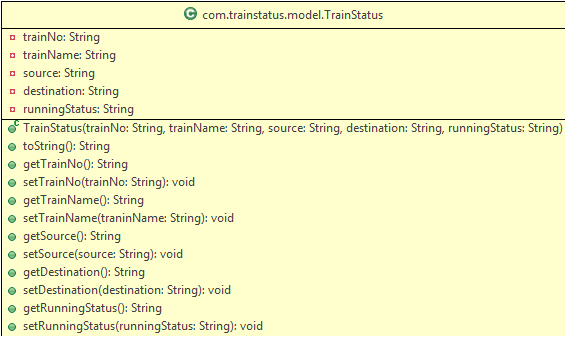 C com.trainstatus.model.TrainStatus
trainNo: String
trainName: String
source: String
destination: String
runningStatus: String
C TrainStatus(trainNo: String, trainName: String, source: String, destination: String, runningStatus: String)
toString(): String
getTrainNo(): String
setTrainNo(trainNo: String): void
getTrainName(): String
setTrainName(traninName: String): void
getSource(): String
setSource(source: String): void
getDestination(): String
setDestination(destination: String): void
getRunningStatus(): String
setRunningStatus(runningStatus: String): void